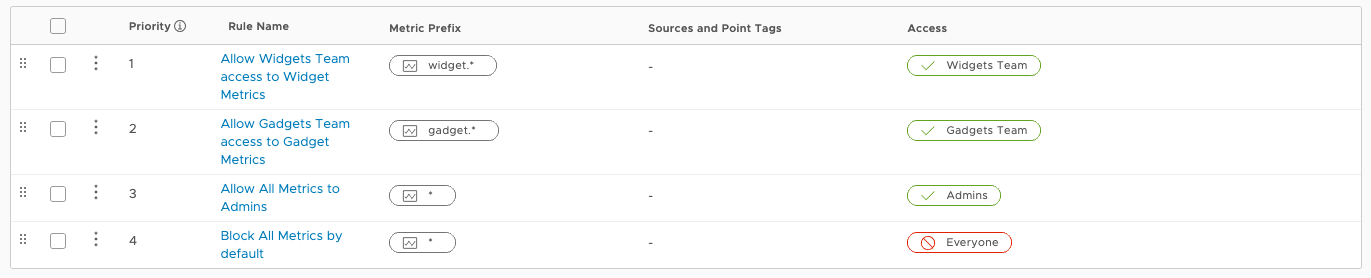 Priority Rule Name Metric Prefix Sources and Point Tags Access
1 Allow Widgets Team access to Widget Metrics widget.* - Widgets Team
2 Allow Gadgets Team access to Gadget Metrics gadget.* - Gadgets Team
3 Allow All Metrics to Admins * - Admins
4 Block All Metrics by default * - Everyone